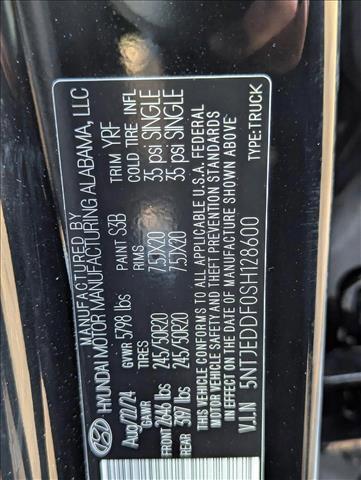 MANUFACTURED BY
HYUNDAI MOTOR MANUFACTURING ALABAMA, LLC
Aug/22/24 GVWR 5798 lbs PAINT S3B TRIM YRF
GAWR TIRES RIMS COLD TIRE INFL
FRONT 2946 lbs 245/50R20 7.5JX20 35 psi SINGLE
REAR 3197 lbs 245/50R20 7.5JX20 35 psi SINGLE
THIS VEHICLE CONFORMS TO ALL APPLICABLE U.S.A. FEDERAL
MOTOR VEHICLE SAFETY AND THEFT PREVENTION STANDARDS
IN EFFECT ON THE DATE OF MANUFACTURE SHOWN ABOVE
V.I.N 5NTJEDDF0SH128600 TYPE:TRUCK